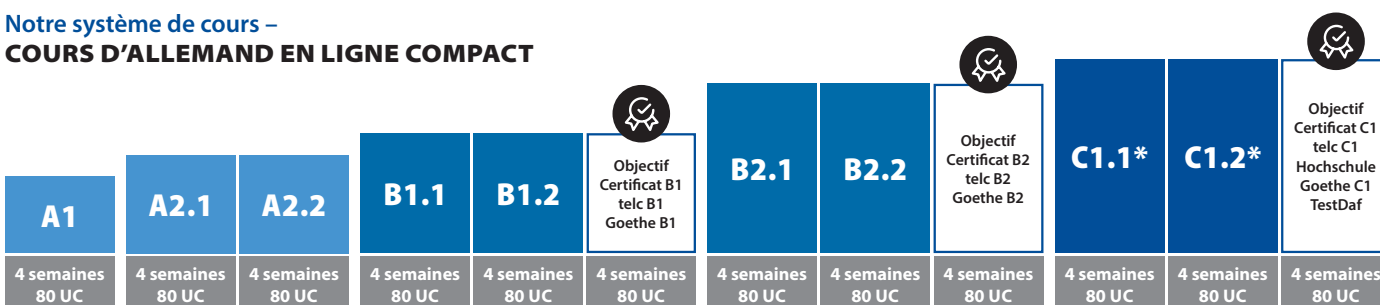 Notre système de cours –
COURS D'ALLEMAND EN LIGNE COMPACT
A1
4 semaines
80 UC
A2.1
4 semaines
80 UC
A2.2
4 semaines
80 UC
B1.1
4 semaines
80 UC
B1.2
4 semaines
80 UC
Objectif
Certificat B1
telc B1
Goethe B1
4 semaines
80 UC
B2.1
4 semaines
80 UC
B2.2
4 semaines
80 UC
Objectif
Certificat B2
telc B2
Goethe B2
4 semaines
80 UC
C1.1*
4 semaines
80 UC
C1.2*
4 semaines
80 UC
Objectif
Certificat C1
telc C1
Hochschule
Goethe C1
TestDaf
4 semaines
80 UC